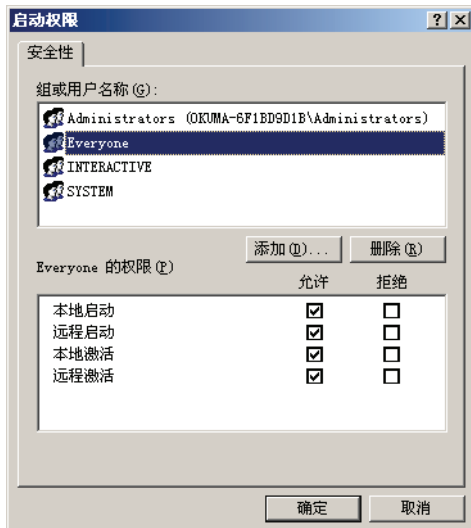 启动权限
安全性
组或用户名称(G):
Administrators (OKUMA-6F1BD9D1B\Administrators)
Everyone
INTERACTIVE
SYSTEM
添加(D)... 删除(R)
Everyone 的权限(P)
允许 拒绝
本地启动
远程启动
本地激活
远程激活
确定 取消